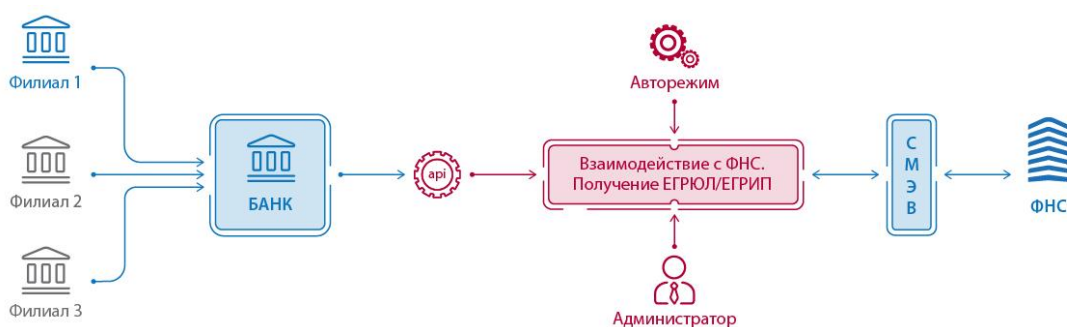 Филиал 1
Филиал 2
Филиал 3
БАНК
api
Авторежим
Взаимодействие с ФНС.
Получение ЕГРЮЛ/ЕГРИП
Администратор
С
М
Э
В
ФНС